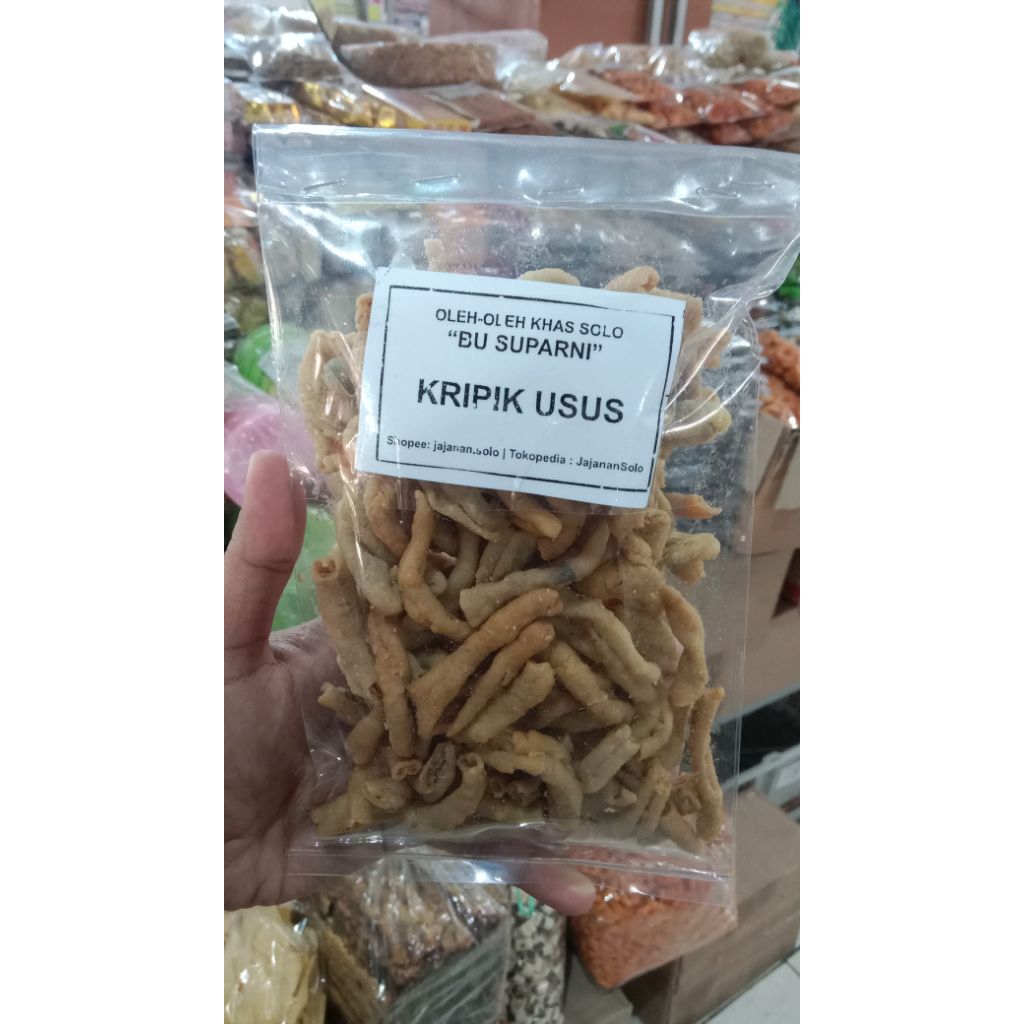 OLEH-OLEH KHAS SOLO
“BU SUPARNI”
KRIPIK USUS
Shopee: jajanan.solo | Tokopedia : JajananSolo